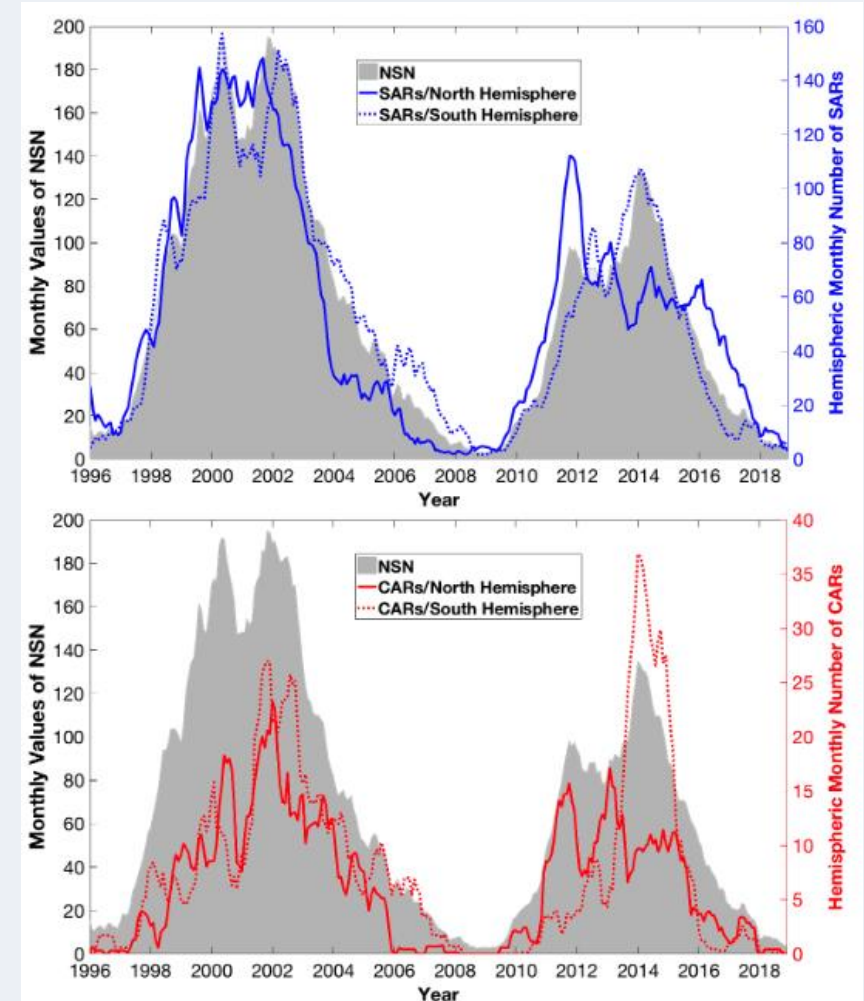 Monthly Values of NSN
200
180
160
140
120
100
80
60
40
20
0
NSN
SARs/North Hemisphere
SARs/South Hemisphere
160
140
120
100
80
60
40
20
0
Hemispheric Monthly Number of SARs
1996 1998 2000 2002 2004 2006 2008 2010 2012 2014 2016 2018
Year
Monthly Values of NSN
200
180
160
140
120
100
80
60
40
20
0
NSN
CARs/North Hemisphere
CARs/South Hemisphere
40
35
30
25
20
15
10
5
0
Hemispheric Monthly Number of CARs
1996 1998 2000 2002 2004 2006 2008 2010 2012 2014 2016 2018
Year